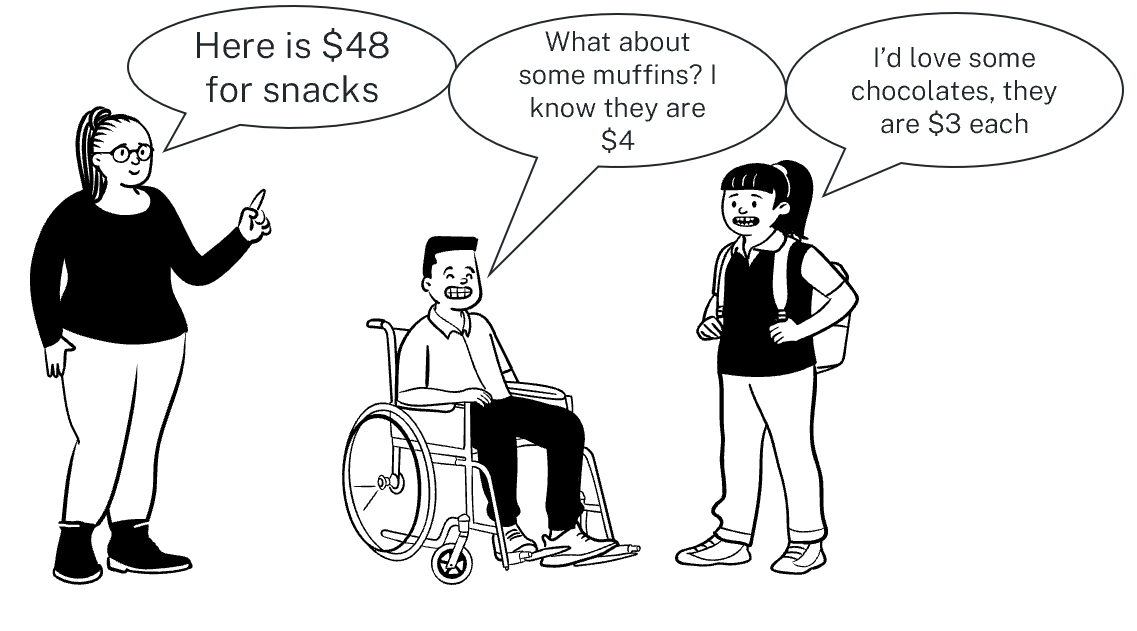 Here is $48
for snacks
What about
some muffins? I
know they are
$4
I’d love some
chocolates, they
are $3 each